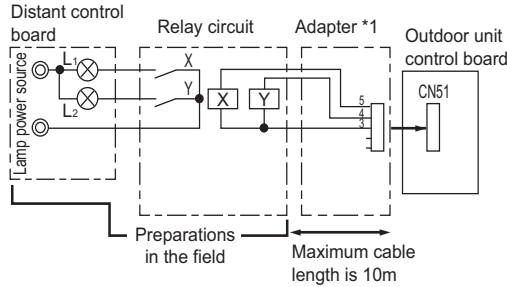 Distant control
board
Relay circuit
Adapter *1
Outdoor unit
control board
Lamp power source
L1
L2
X
Y
X
Y
5
4
3
CN51
Preparations
in the field
Maximum cable
length is 10m